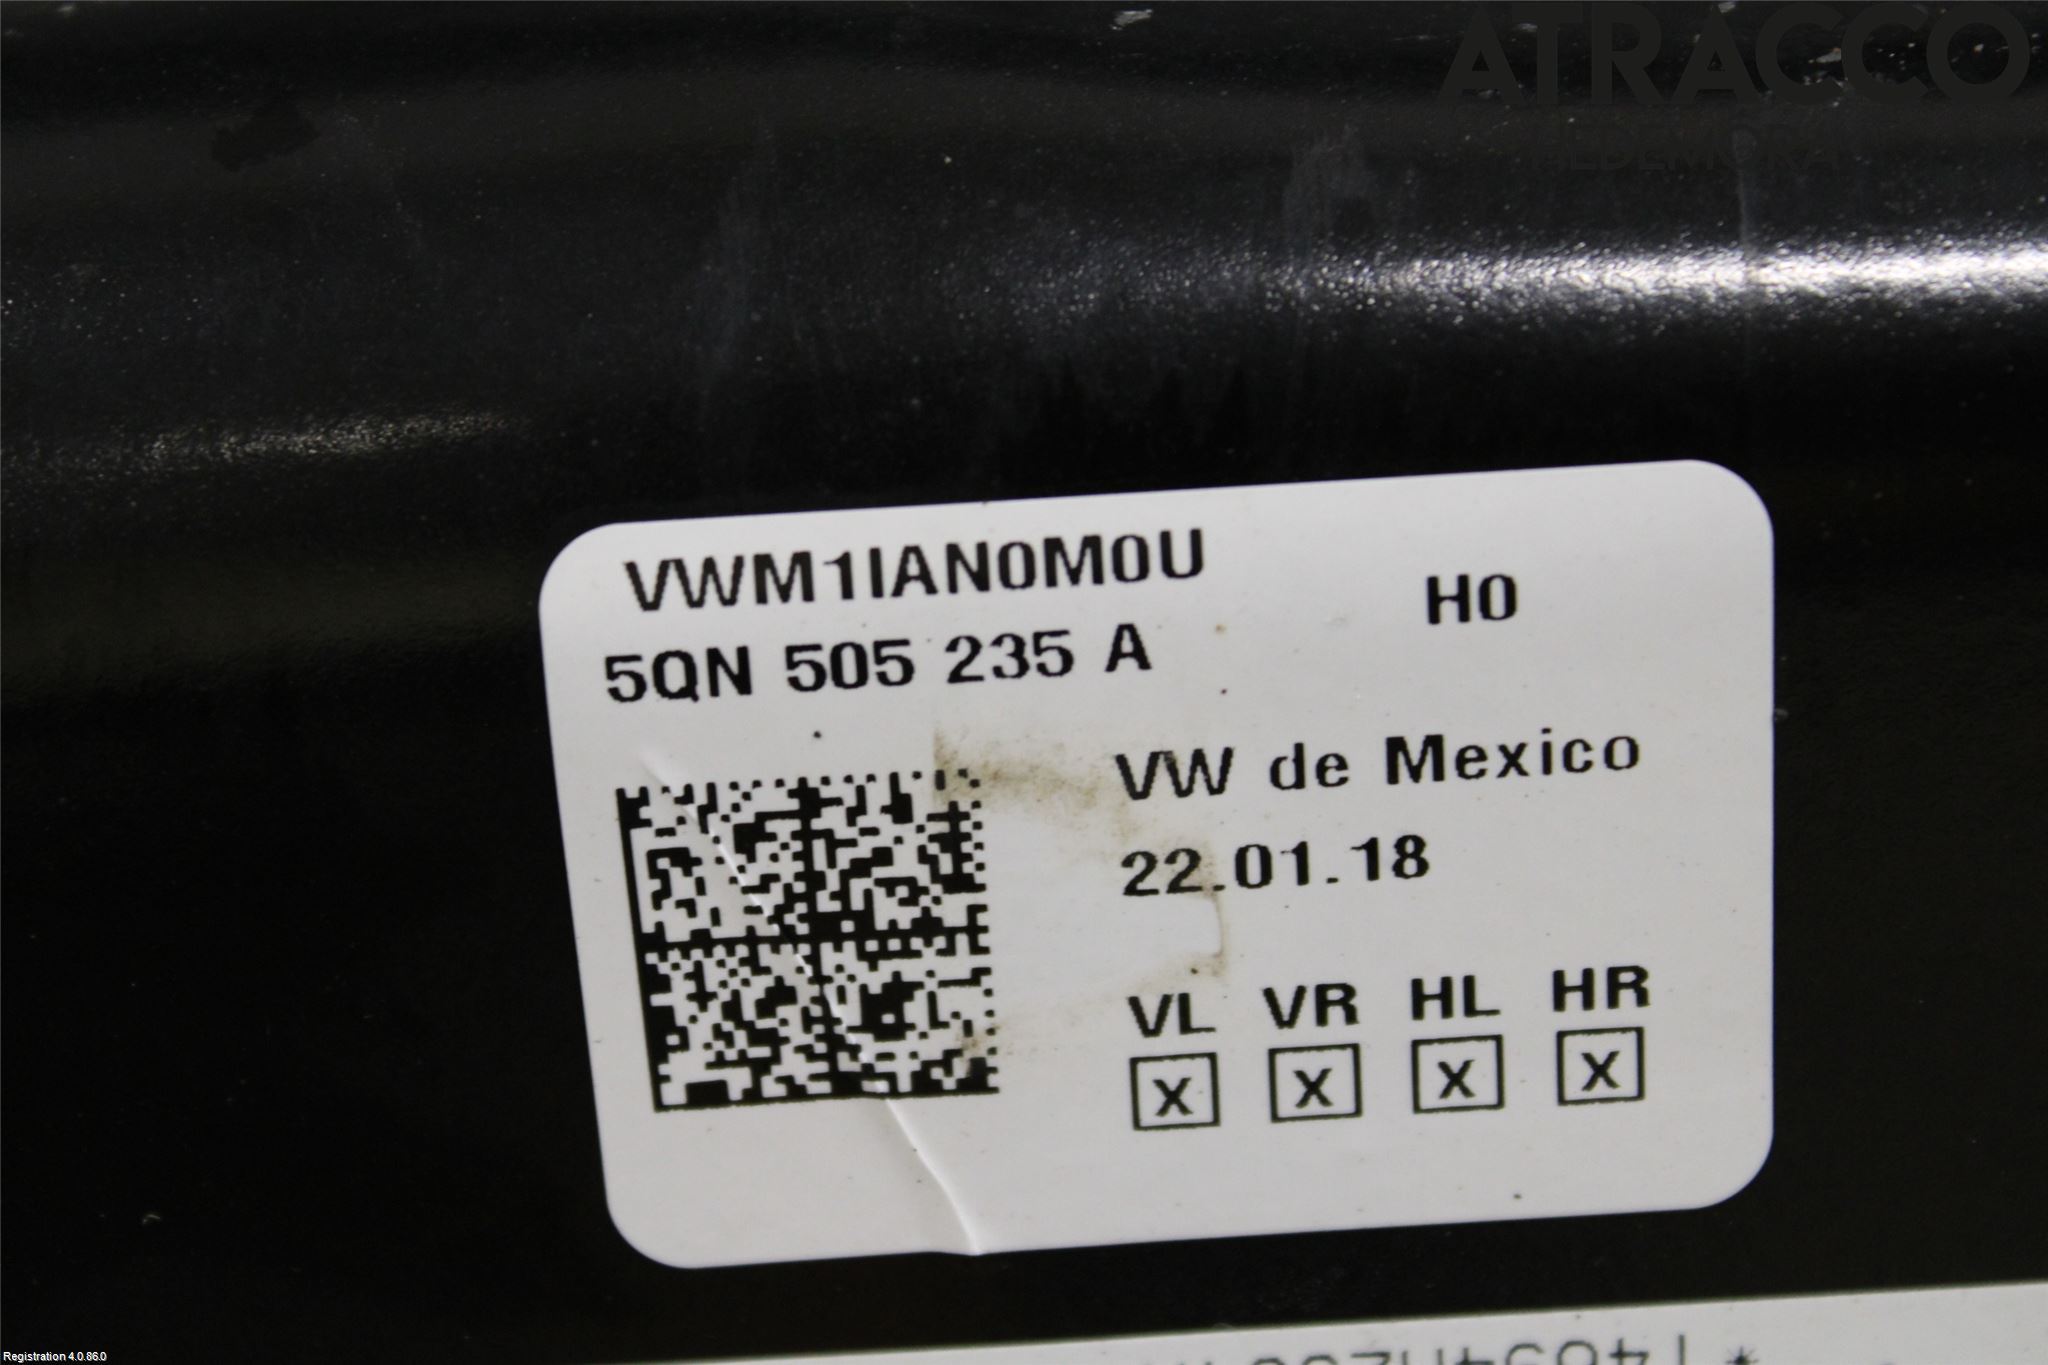 ATRACCO
HEDEMORA
VWM1IAN0M0U
H0
5QN 505 235 A
VW de Mexico
22.01.18
VL VR HL HR
X X X X
Registration 4.0.86.0